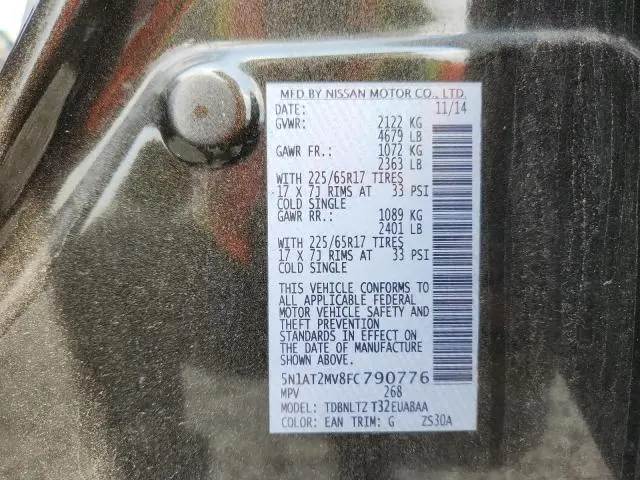 MFD BY NISSAN MOTOR CO., LTD.
DATE: 11/14
GVWR: 2122 KG
4679 LB
GAWR FR.: 1072 KG
2363 LB
WITH 225/65R17 TIRES
17 X 7J RIMS AT 33 PSI
COLD SINGLE
GAWR RR.: 1089 KG
2401 LB
WITH 225/65R17 TIRES
17 X 7J RIMS AT 33 PSI
COLD SINGLE
THIS VEHICLE CONFORMS TO
ALL APPLICABLE FEDERAL
MOTOR VEHICLE SAFETY AND
THEFT PREVENTION
STANDARDS IN EFFECT ON
THE DATE OF MANUFACTURE
SHOWN ABOVE.
5N1AT2MV8FC790776
MPV 268
MODEL: TDBNLTZ T32EUABAA
COLOR: EAN TRIM: G ZS30A